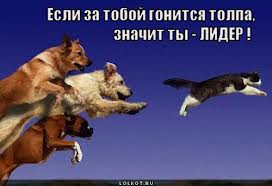 Если за тобой гонится толпа,
значит ты - ЛИДЕР !
LOLKOT.RU